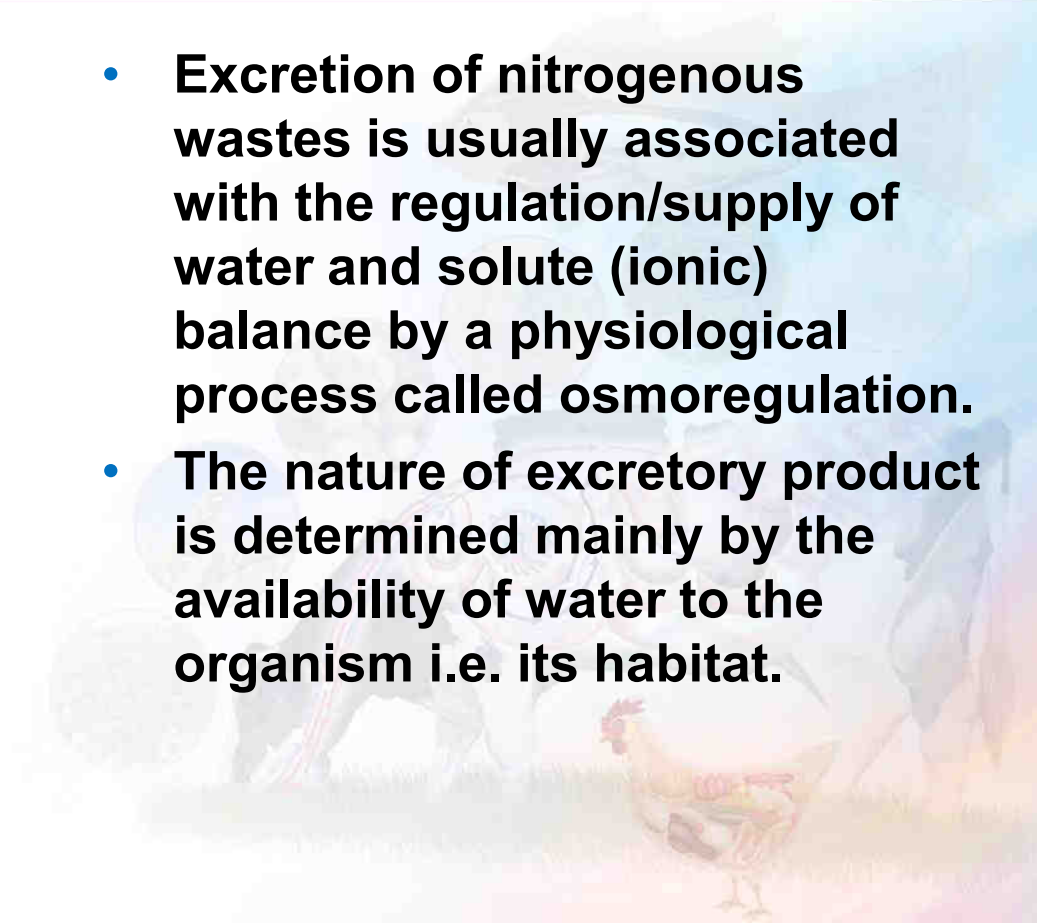 • Excretion of nitrogenous
wastes is usually associated
with the regulation/supply of
water and solute (ionic)
balance by a physiological
process called osmoregulation.
• The nature of excretory product
is determined mainly by the
availability of water to the
organism i.e. its habitat.